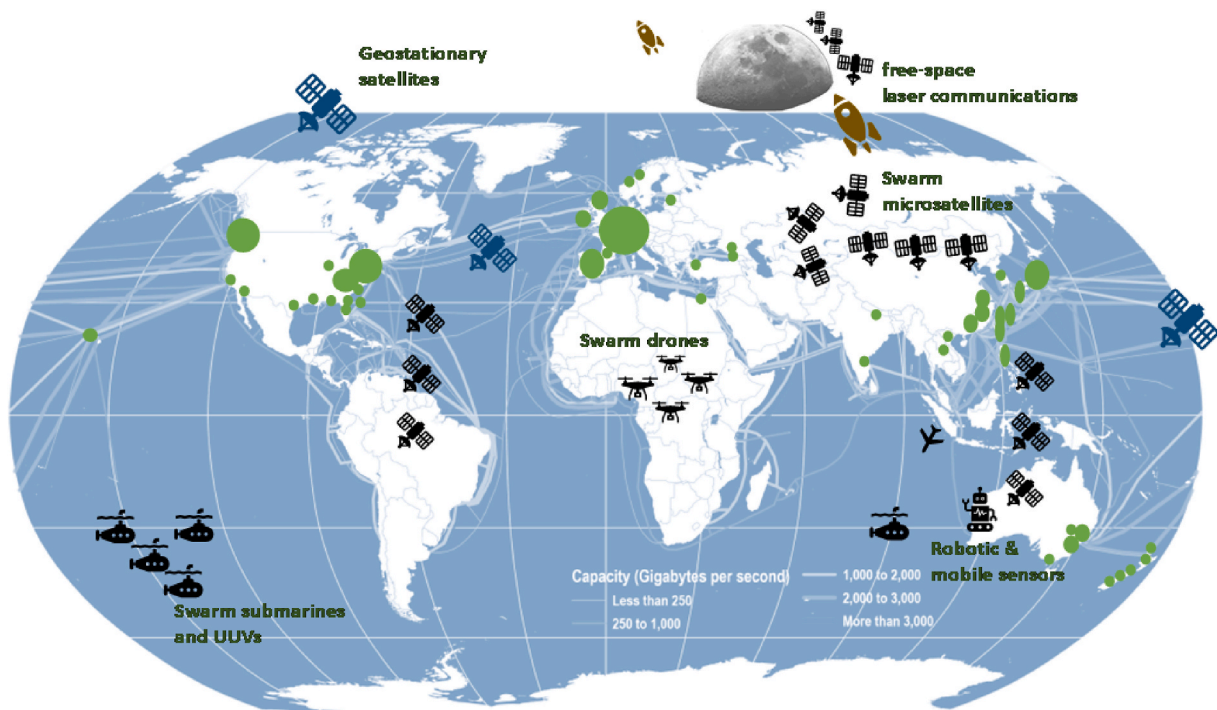 Geostationary
satellites
free-space
laser communications
Swarm
microsatellites
Swarm drones
Robotic &
mobile sensors
Swarm submarines
and UUVs
Capacity (Gigabytes per second)
Less than 250
250 to 1,000
1,000 to 2,000
2,000 to 3,000
More than 3,000